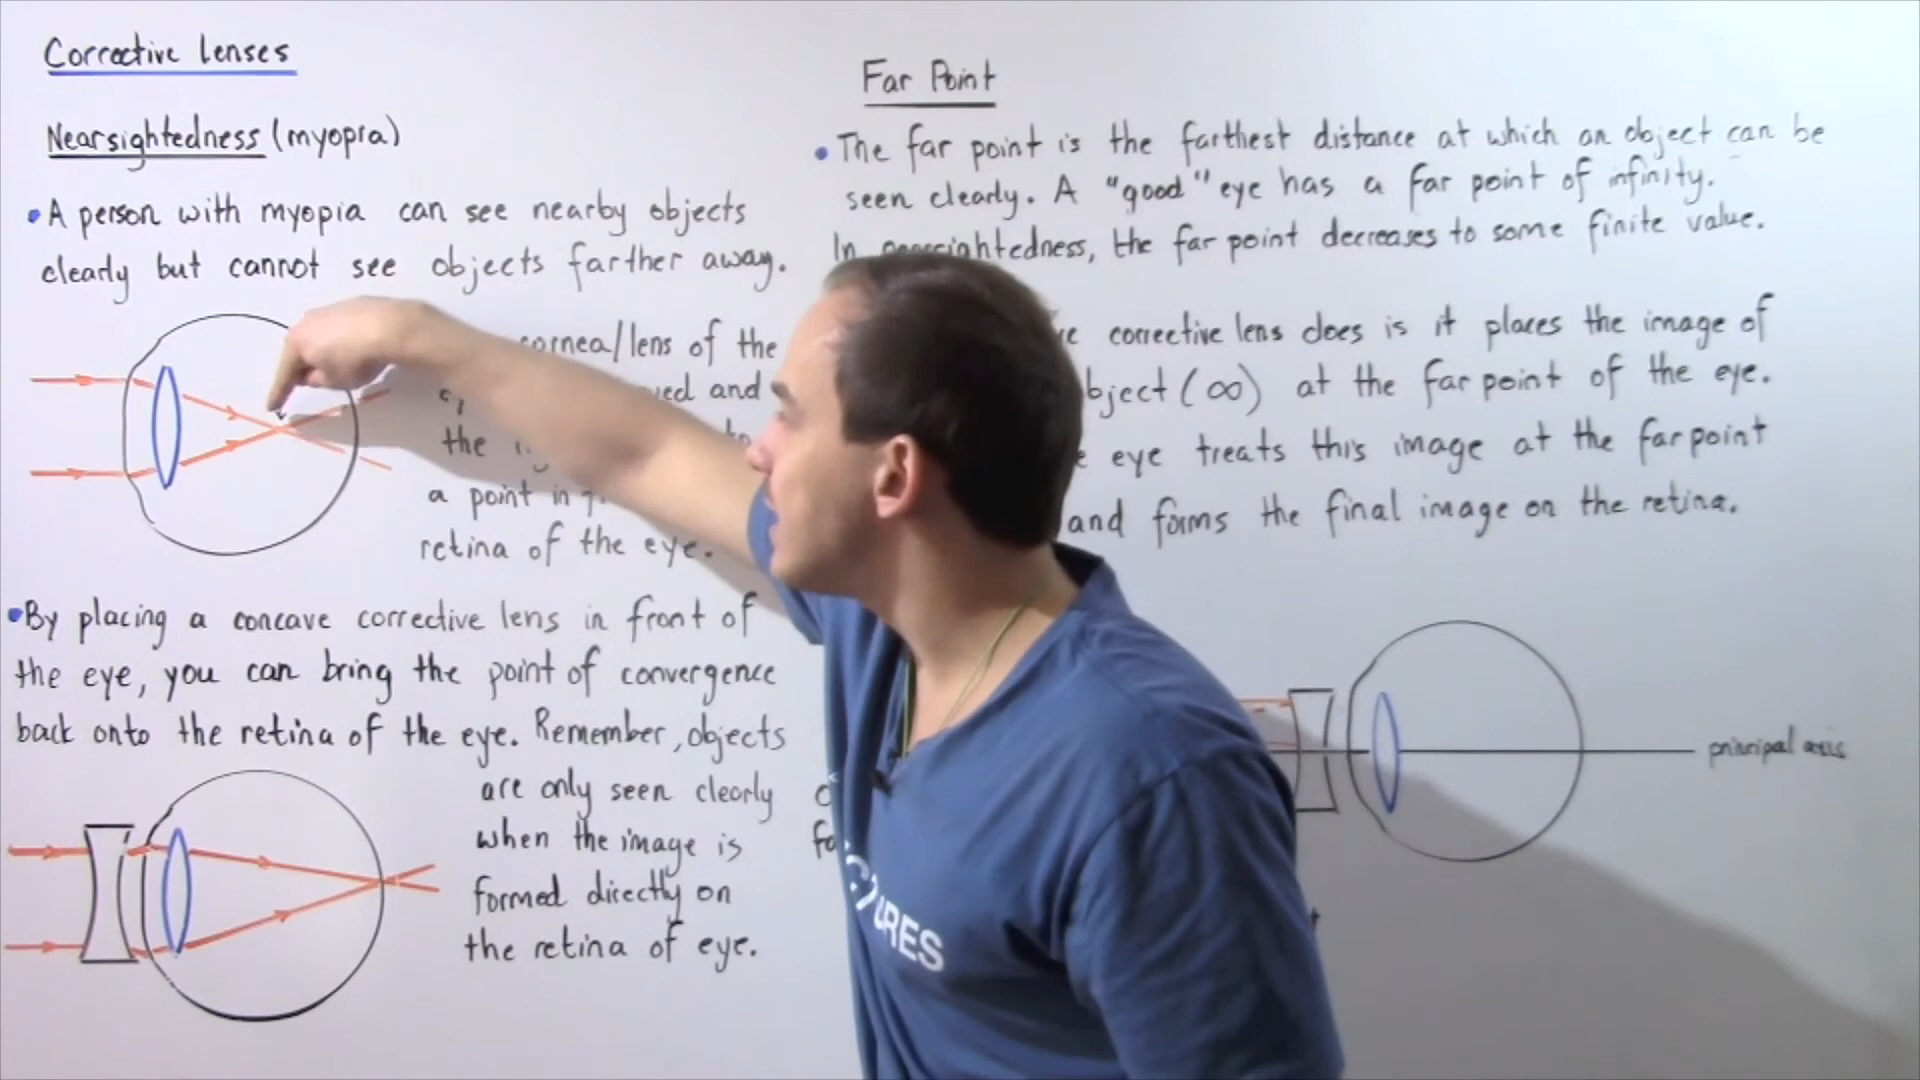 Corrective lenses
Nearsightedness (myopia)
• A person with myopia can see nearby objects
clearly but cannot see objects farther away.
cornea/lens of the
and
the
a point in
retina of the eye.
• By placing a concave corrective lens in front of
the eye, you can bring the point of convergence
back onto the retina of the eye. Remember, objects
are only seen clearly
when the image is
formed directly on
the retina of eye.
Far Point
• The far point is the farthest distance at which an object can be
seen clearly. A "good" eye has a far point of infinity.
In nearsightedness, the far point decreases to some finite value.
corrective lens does is it places the image of
object (∞) at the far point of the eye.
eye treats this image at the far point
and forms the final image on the retina.
principal axis
URES